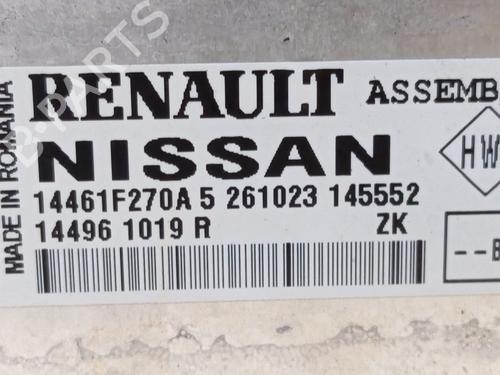 MADE IN ROMANIA
RENAULT
ASSEMB
NISSAN
HW
14461F270A 5 261023 145552
14496 1019 R
ZK
--B
B-PARTS